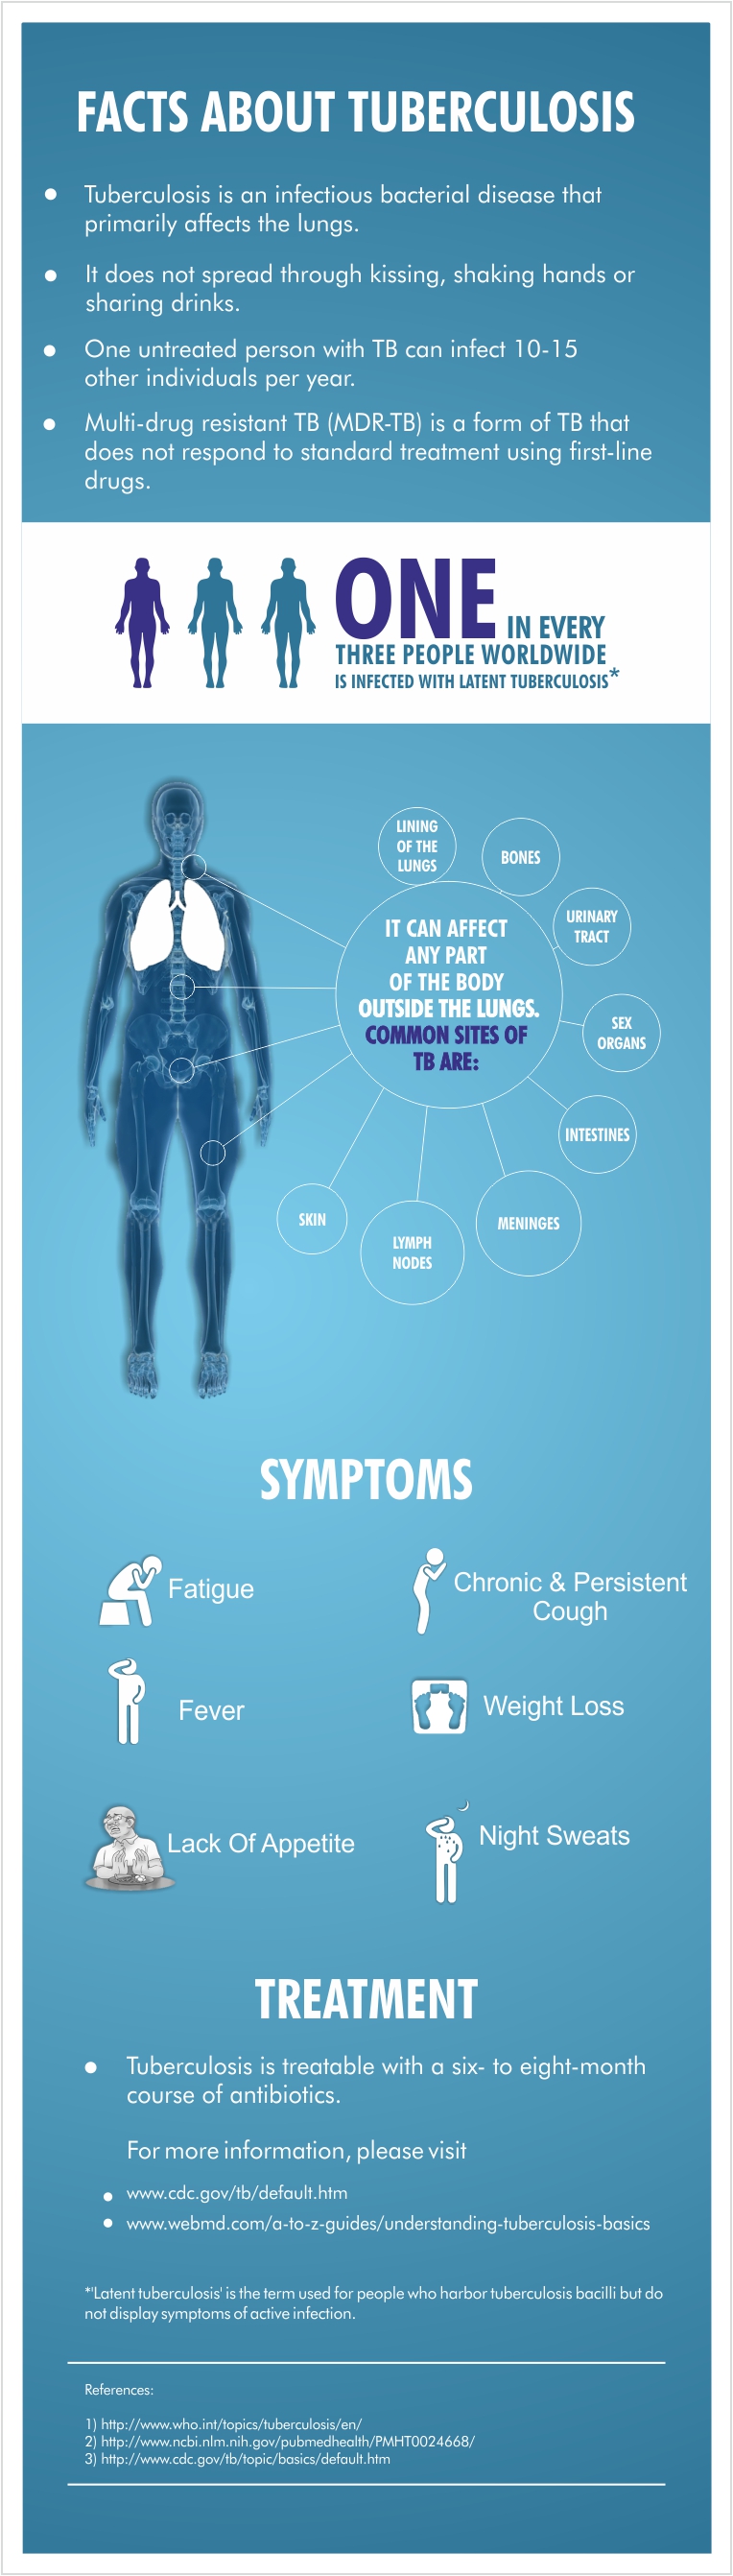 FACTS ABOUT TUBERCULOSIS
● Tuberculosis is an infectious bacterial disease that
primarily affects the lungs.
● It does not spread through kissing, shaking hands or
sharing drinks.
● One untreated person with TB can infect 10-15
other individuals per year.
● Multi-drug resistant TB (MDR-TB) is a form of TB that
does not respond to standard treatment using first-line
drugs.
ONE IN EVERY
THREE PEOPLE WORLDWIDE
IS INFECTED WITH LATENT TUBERCULOSIS*
IT CAN AFFECT
ANY PART
OF THE BODY
OUTSIDE THE LUNGS.
COMMON SITES OF
TB ARE:
LINING
OF THE
LUNGS
BONES
URINARY
TRACT
SEX
ORGANS
INTESTINES
MENINGES
LYMPH
NODES
SKIN
SYMPTOMS
Fatigue
Chronic & Persistent
Cough
Fever
Weight Loss
Lack Of Appetite
Night Sweats
TREATMENT
● Tuberculosis is treatable with a six- to eight-month
course of antibiotics.
For more information, please visit
● www.cdc.gov/tb/default.htm
● www.webmd.com/a-to-z-guides/understanding-tuberculosis-basics
*'Latent tuberculosis' is the term used for people who harbor tuberculosis bacilli but do
not display symptoms of active infection.
References:
1) http://www.who.int/topics/tuberculosis/en/
2) http://www.ncbi.nlm.nih.gov/pubmedhealth/PMHT0024668/
3) http://www.cdc.gov/tb/topic/basics/default.htm